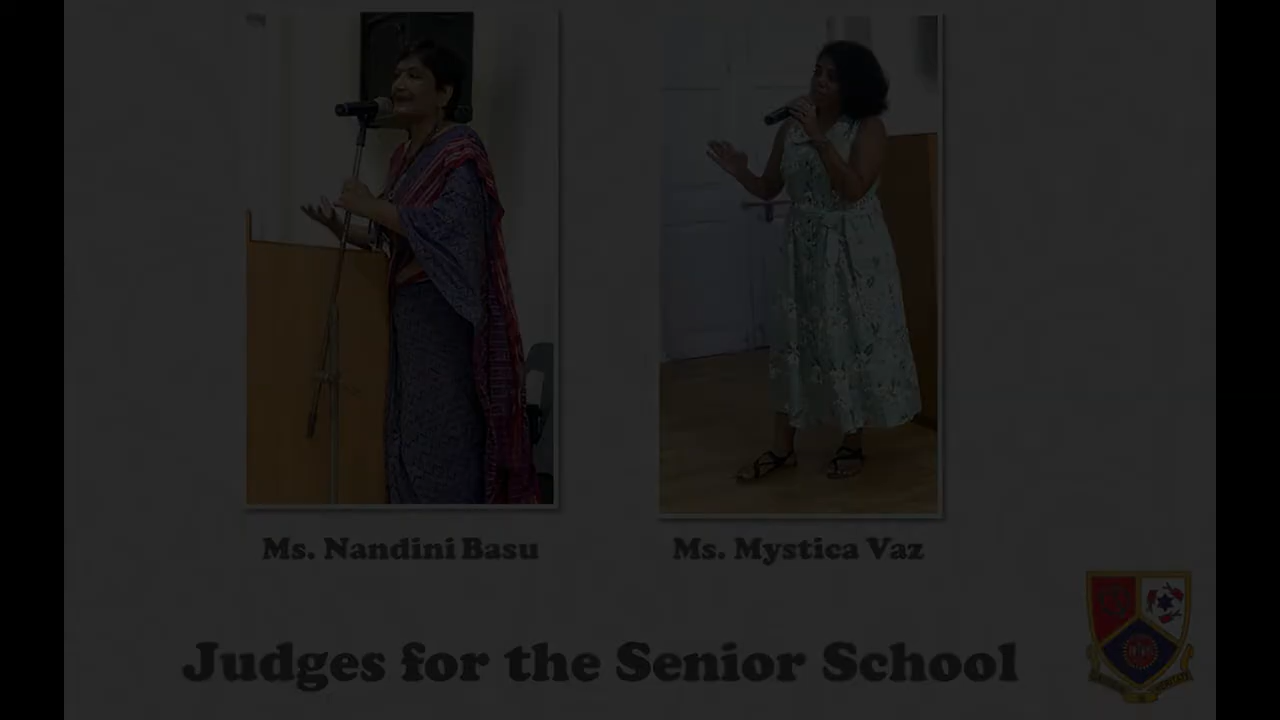 Ms. Nandini Basu
Ms. Mystica Vaz
Judges for the Senior School